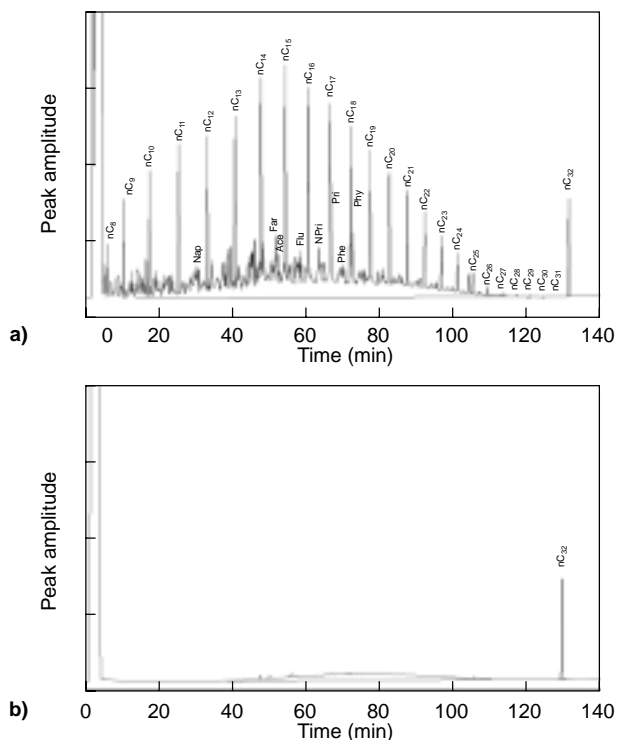 Peak amplitude
nC8
nC9
nC10
nC11
nC12
nC13
nC14
nC15
nC16
nC17
nC18
nC19
nC20
nC21
nC22
nC23
nC24
nC25
nC26
nC27
nC28
nC29
nC30
nC31
nC32
Nap
Far
Ace
Flu
NPri
Pri
Phe
Phy
0 20 40 60 80 100 120 140
Time (min)
a)
Peak amplitude
nC32
0 20 40 60 80 100 120 140
Time (min)
b)